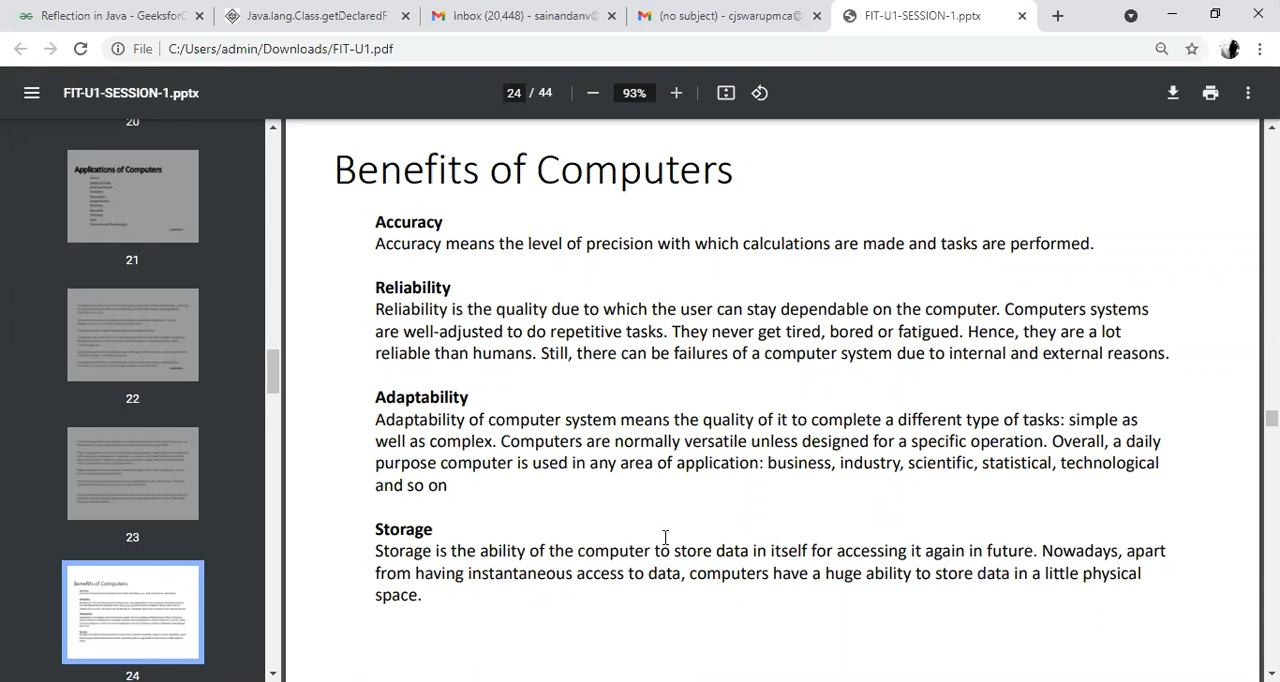 Reflection in Java - GeeksforG
Java.lang.Class.getDeclaredF
Inbox (20,448) - sainandanv@
(no subject) - cjswarupmca@
FIT-U1-SESSION-1.pptx
File C:/Users/admin/Downloads/FIT-U1.pdf
FIT-U1-SESSION-1.pptx
24 / 44
93%
20
Applications of Computers
21
22
23
Benefits of Computers
24
Benefits of Computers
Accuracy
Accuracy means the level of precision with which calculations are made and tasks are performed.
Reliability
Reliability is the quality due to which the user can stay dependable on the computer. Computers systems
are well-adjusted to do repetitive tasks. They never get tired, bored or fatigued. Hence, they are a lot
reliable than humans. Still, there can be failures of a computer system due to internal and external reasons.
Adaptability
Adaptability of computer system means the quality of it to complete a different type of tasks: simple as
well as complex. Computers are normally versatile unless designed for a specific operation. Overall, a daily
purpose computer is used in any area of application: business, industry, scientific, statistical, technological
and so on
Storage
Storage is the ability of the computer to store data in itself for accessing it again in future. Nowadays, apart
from having instantaneous access to data, computers have a huge ability to store data in a little physical
space.